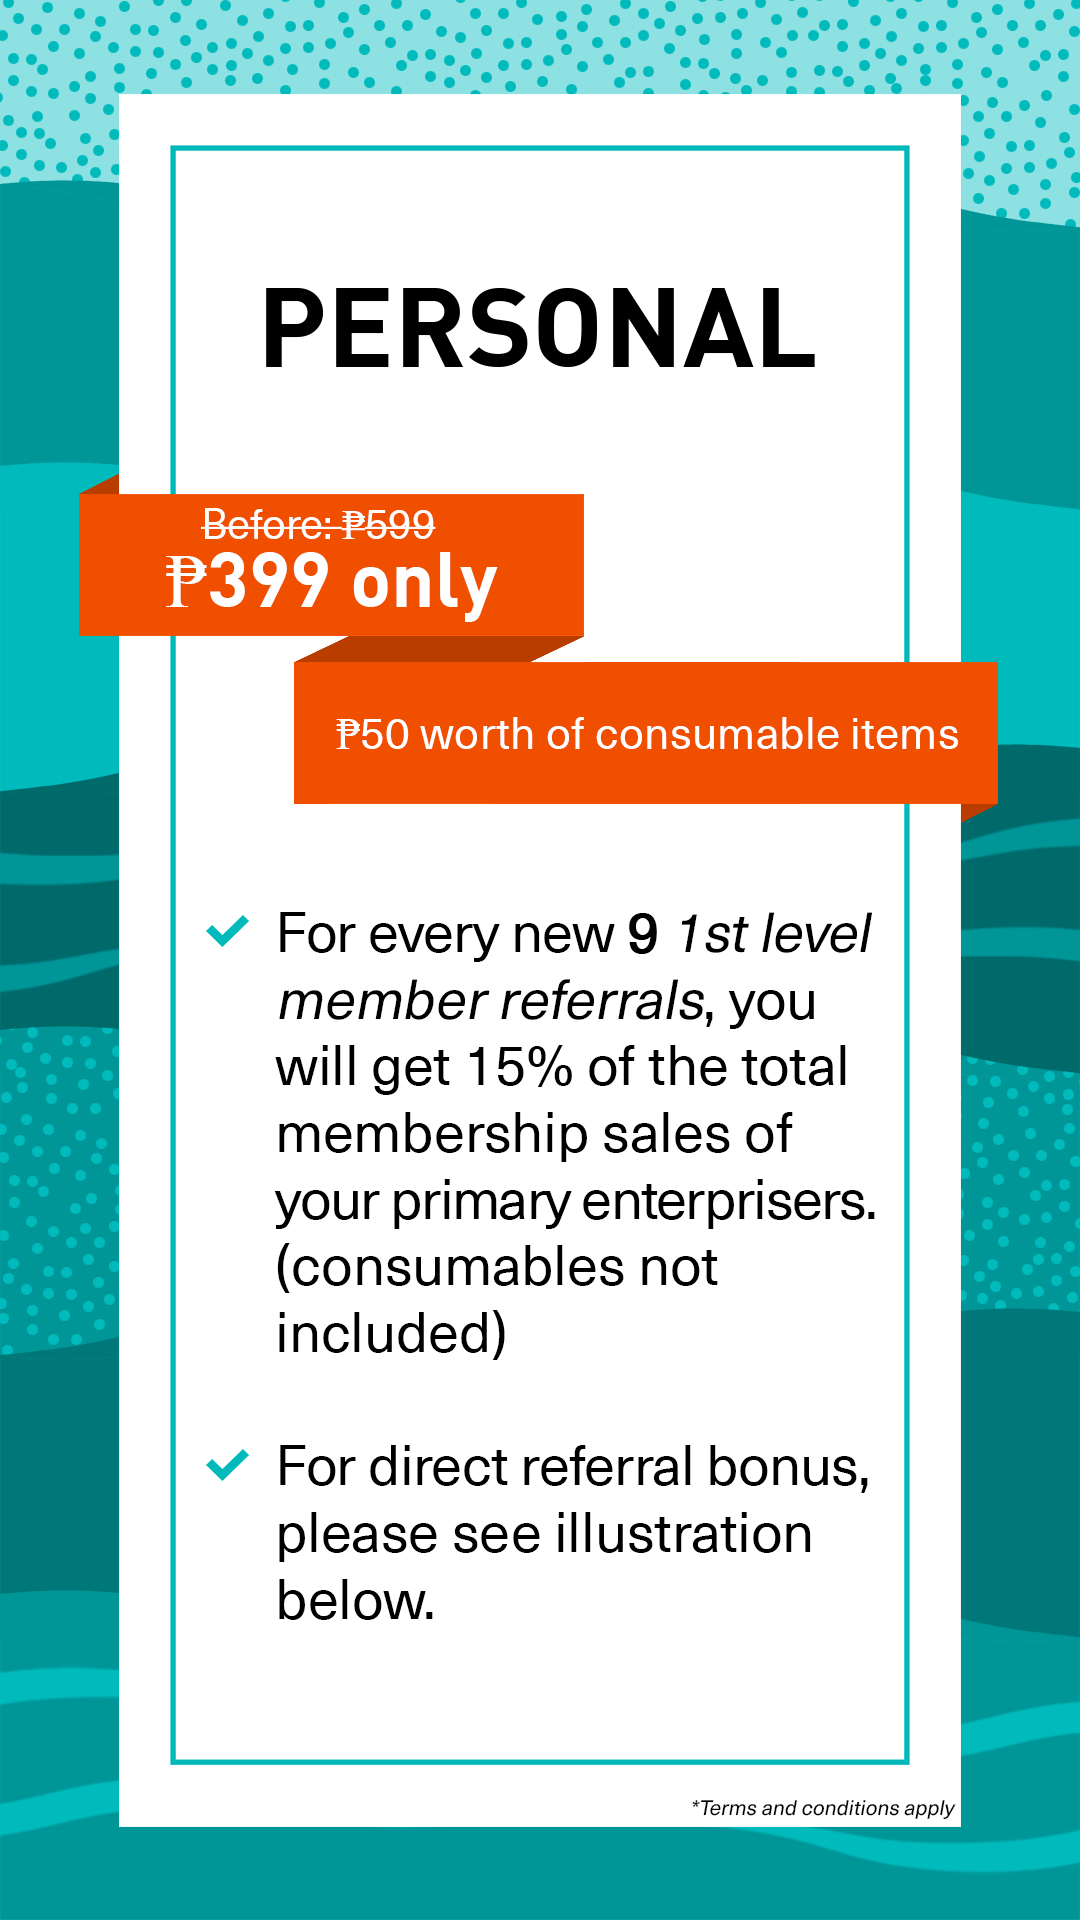 PERSONAL
Before: ₱599
₱399 only
₱50 worth of consumable items
For every new 9 1st level
member referrals, you
will get 15% of the total
membership sales of
your primary enterprisers.
(consumables not
included)
For direct referral bonus,
please see illustration
below.
*Terms and conditions apply